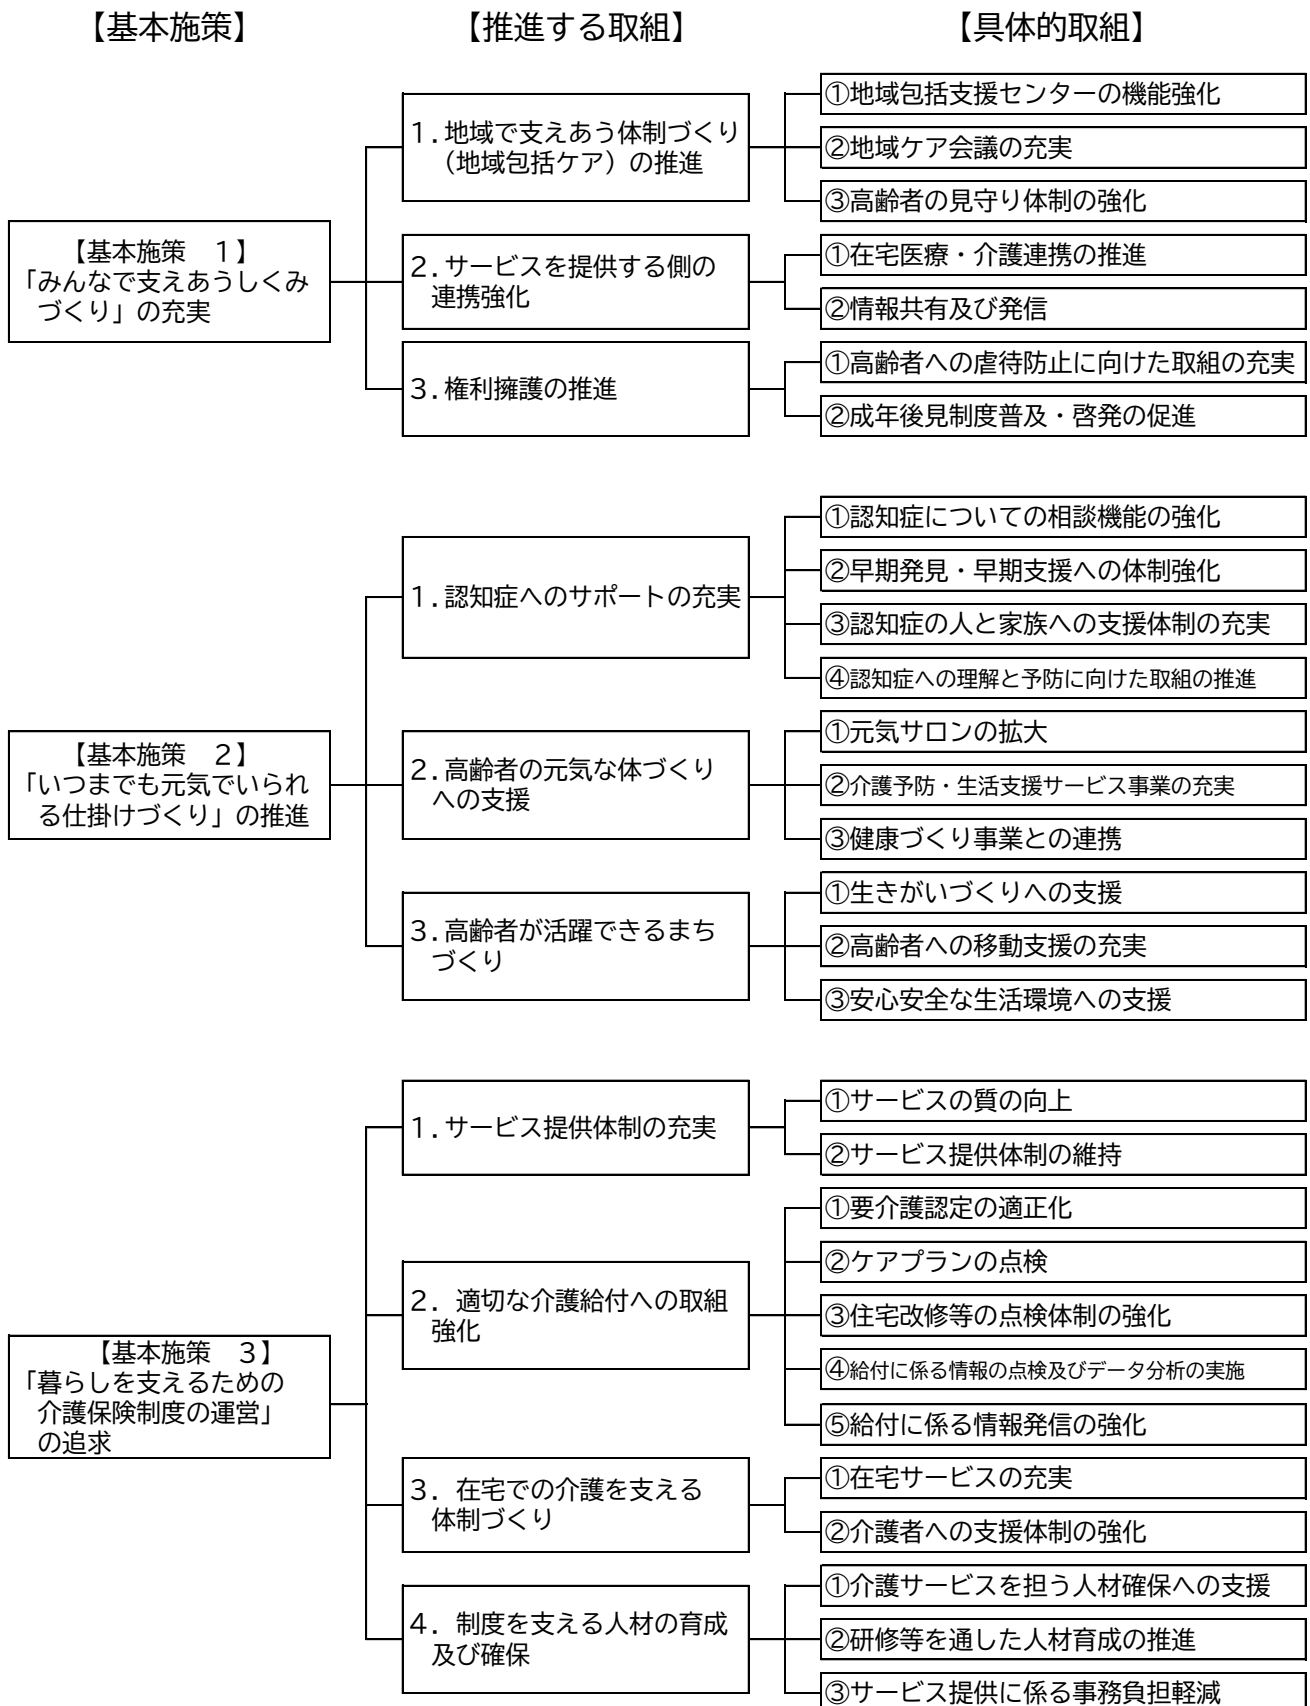 【基本施策】
【推進する取組】
【具体的取組】
【基本施策　１】
「みんなで支えあうしくみ
づくり」の充実
１．地域で支えあう体制づくり
（地域包括ケア）の推進
①地域包括支援センターの機能強化
②地域ケア会議の充実
③高齢者の見守り体制の強化
２．サービスを提供する側の
連携強化
①在宅医療・介護連携の推進
②情報共有及び発信
３．権利擁護の推進
①高齢者への虐待防止に向けた取組の充実
②成年後見制度普及・啓発の促進
【基本施策　２】
「いつまでも元気でいられ
る仕掛けづくり」の推進
１．認知症へのサポートの充実
①認知症についての相談機能の強化
②早期発見・早期支援への体制強化
③認知症の人と家族への支援体制の充実
④認知症への理解と予防に向けた取組の推進
２．高齢者の元気な体づくり
への支援
①元気サロンの拡大
②介護予防・生活支援サービス事業の充実
③健康づくり事業との連携
３．高齢者が活躍できるまち
づくり
①生きがいづくりへの支援
②高齢者への移動支援の充実
③安心安全な生活環境への支援
【基本施策　３】
「暮らしを支えるための
介護保険制度の運営」
の追求
１．サービス提供体制の充実
①サービスの質の向上
②サービス提供体制の維持
２．適切な介護給付への取組
強化
①要介護認定の適正化
②ケアプランの点検
③住宅改修等の点検体制の強化
④給付に係る情報の点検及びデータ分析の実施
⑤給付に係る情報発信の強化
３．在宅での介護を支える
体制づくり
①在宅サービスの充実
②介護者への支援体制の強化
４．制度を支える人材の育成
及び確保
①介護サービスを担う人材確保への支援
②研修等を通した人材育成の推進
③サービス提供に係る事務負担軽減